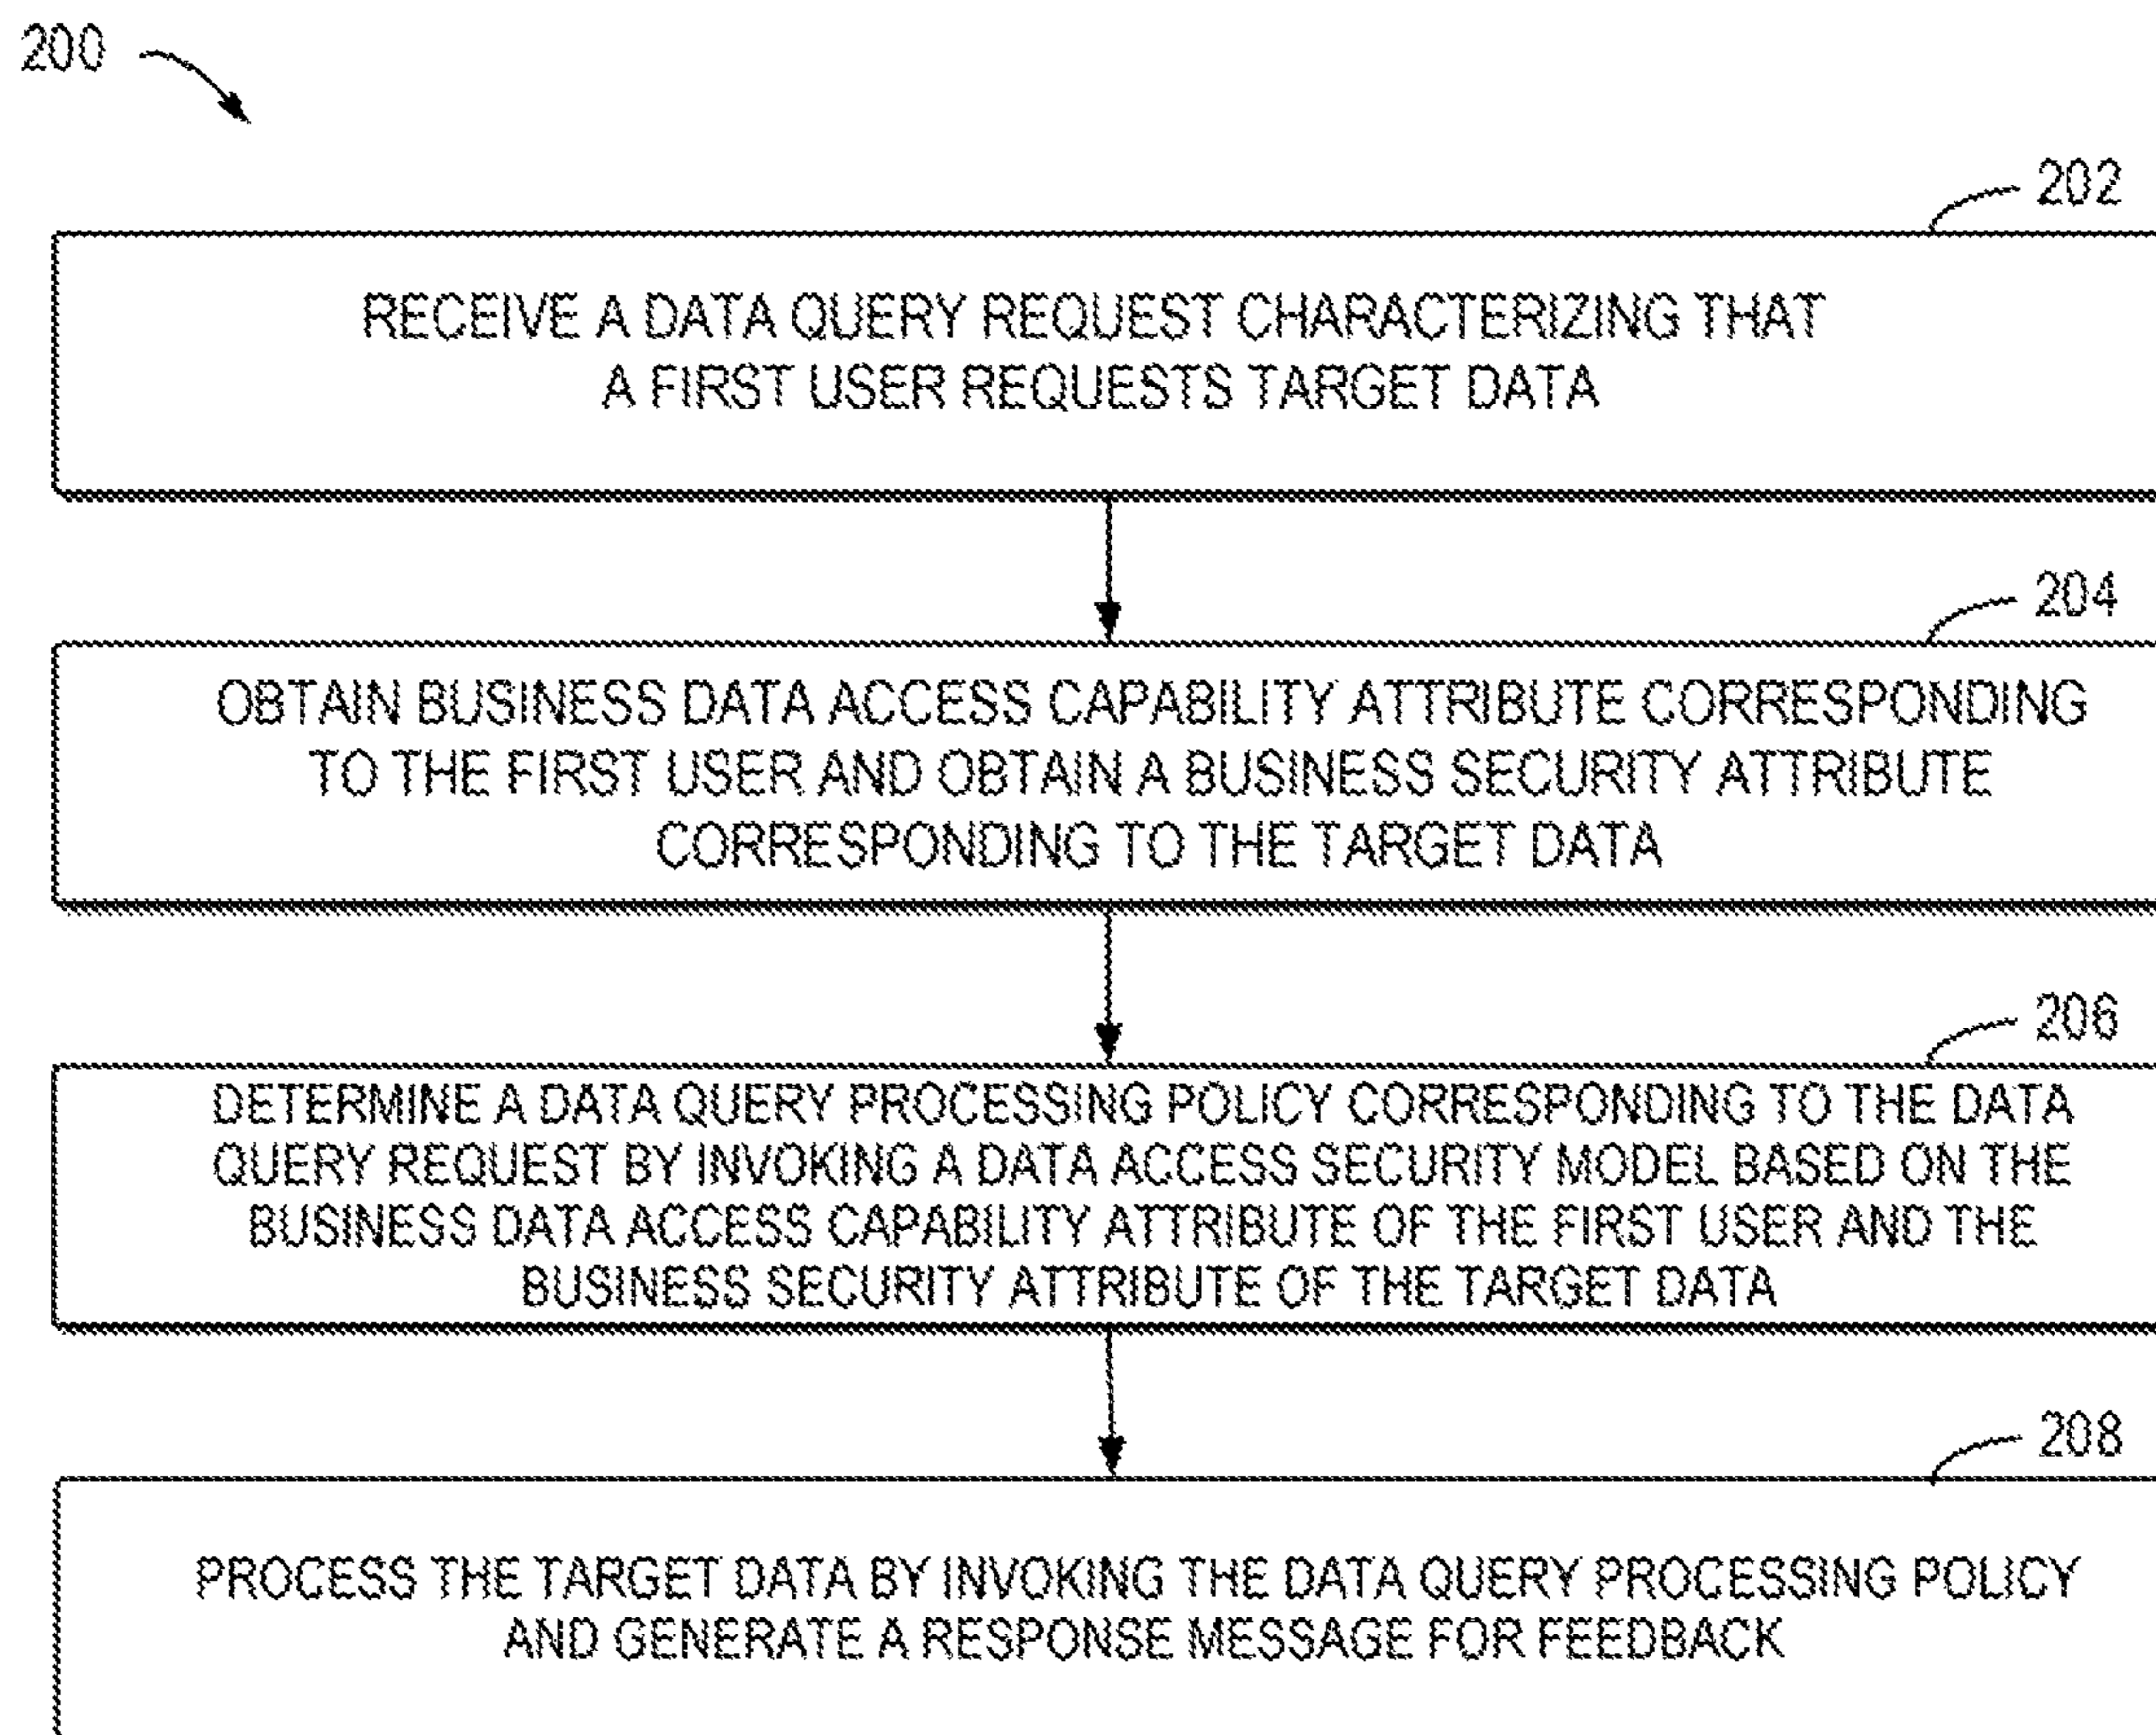 200
202
RECEIVE A DATA QUERY REQUEST CHARACTERIZING THAT
A FIRST USER REQUESTS TARGET DATA
204
OBTAIN BUSINESS DATA ACCESS CAPABILITY ATTRIBUTE CORRESPONDING
TO THE FIRST USER AND OBTAIN A BUSINESS SECURITY ATTRIBUTE
CORRESPONDING TO THE TARGET DATA
206
DETERMINE A DATA QUERY PROCESSING POLICY CORRESPONDING TO THE DATA
QUERY REQUEST BY INVOKING A DATA ACCESS SECURITY MODEL BASED ON THE
BUSINESS DATA ACCESS CAPABILITY ATTRIBUTE OF THE FIRST USER AND THE
BUSINESS SECURITY ATTRIBUTE OF THE TARGET DATA
208
PROCESS THE TARGET DATA BY INVOKING THE DATA QUERY PROCESSING POLICY
AND GENERATE A RESPONSE MESSAGE FOR FEEDBACK